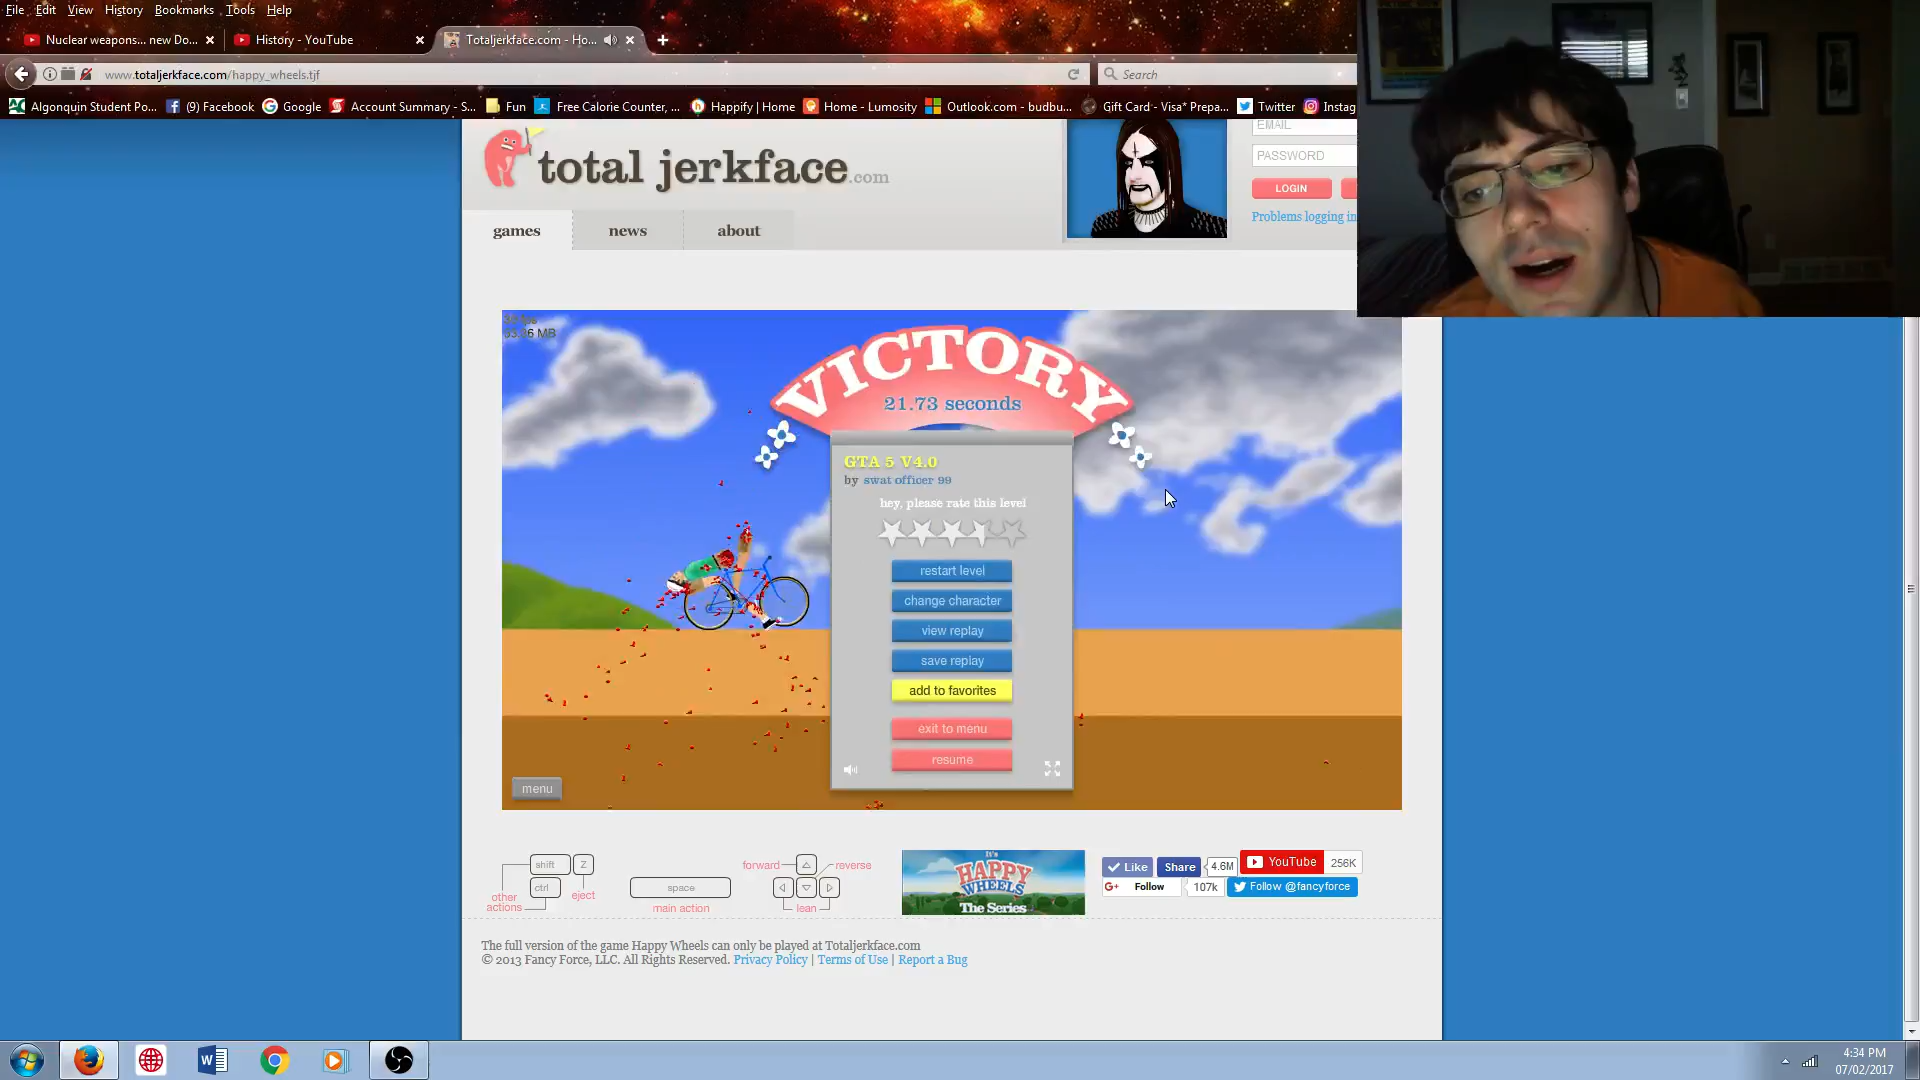 File Edit View History Bookmarks Tools Help
Nuclear weapons... new Do...
History - YouTube
Totaljerkface.com - Ho...
www.totaljerkface.com/happy_wheels.tjf
Search
Algonquin Student Po...
(9) Facebook
Google
Account Summary - S...
Fun
Free Calorie Counter, ...
Happify | Home
Home - Lumosity
Outlook.com - budbu...
Gift Card - Visa* Prepa...
Twitter
Instag
total jerkface.com
EMAIL
PASSWORD
LOGIN
Problems logging in
games
news
about
VICTORY
21.73 seconds
GTA 5 V4.0
by swat officer 99
hey, please rate this level
restart level
change character
view replay
save replay
add to favorites
exit to menu
resume
menu
shift
Z
ctrl
other actions
eject
space
main action
forward
reverse
lean
It's
HAPPY
WHEELS
The Series
Like
Share
4.6M
YouTube
256K
G+ Follow
107k
Follow @fancyforce
The full version of the game Happy Wheels can only be played at Totaljerkface.com
© 2013 Fancy Force, LLC. All Rights Reserved. Privacy Policy | Terms of Use | Report a Bug
4:34 PM
07/02/2017